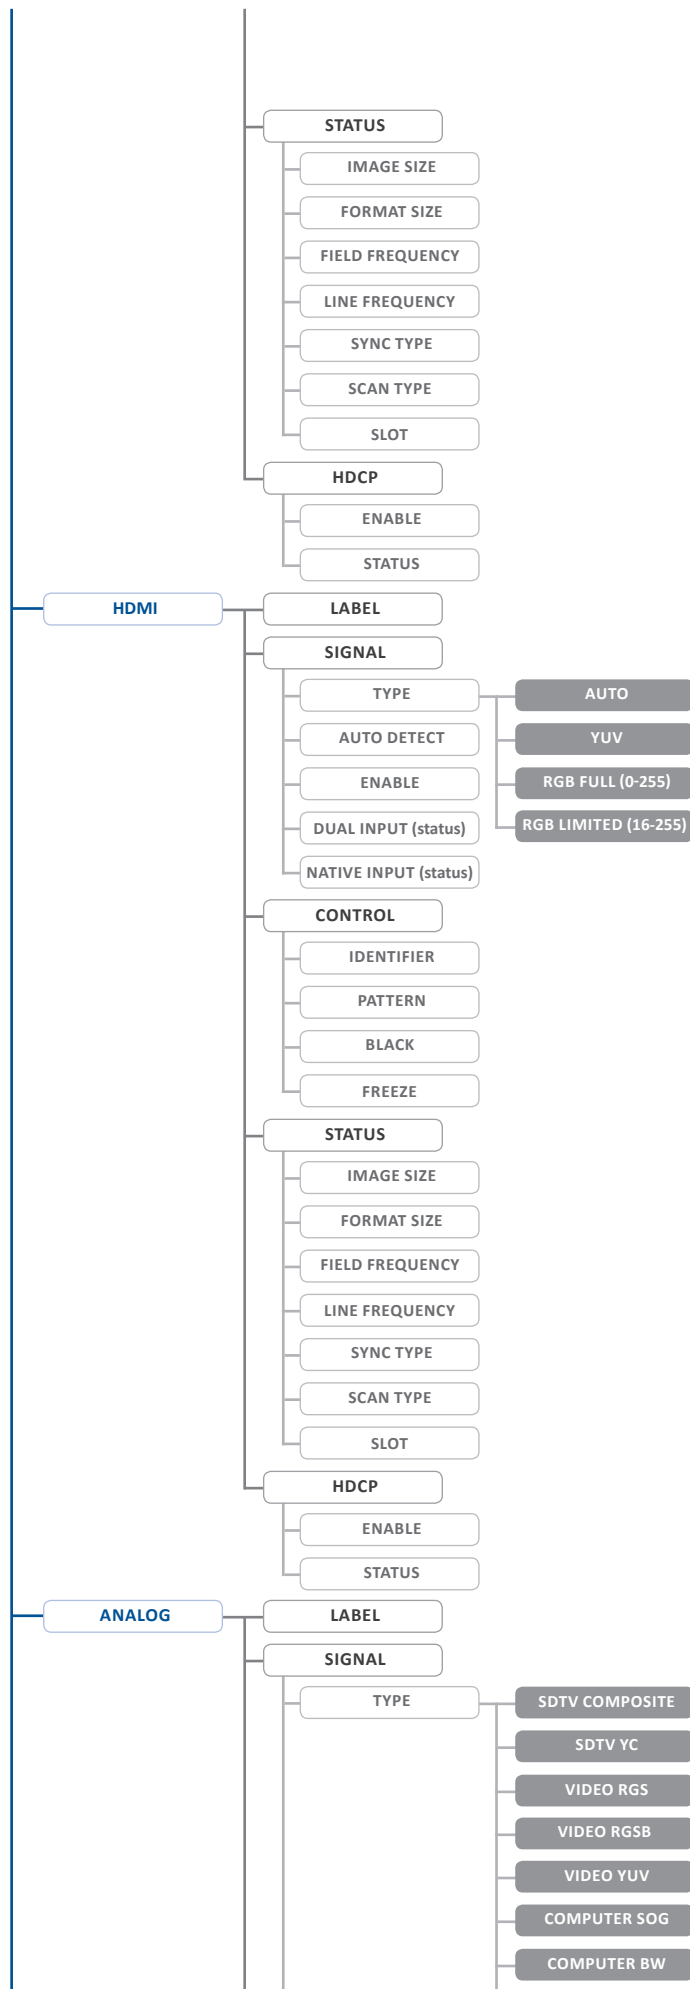 STATUS
IMAGE SIZE
FORMAT SIZE
FIELD FREQUENCY
LINE FREQUENCY
SYNC TYPE
SCAN TYPE
SLOT
HDCP
ENABLE
STATUS
HDMI
LABEL
SIGNAL
TYPE
AUTO
AUTO DETECT
YUV
ENABLE
RGB FULL (0-255)
DUAL INPUT (status)
RGB LIMITED (16-255)
NATIVE INPUT (status)
CONTROL
IDENTIFIER
PATTERN
BLACK
FREEZE
STATUS
IMAGE SIZE
FORMAT SIZE
FIELD FREQUENCY
LINE FREQUENCY
SYNC TYPE
SCAN TYPE
SLOT
HDCP
ENABLE
STATUS
ANALOG
LABEL
SIGNAL
TYPE
SDTV COMPOSITE
SDTV YC
VIDEO RGS
VIDEO RGSB
VIDEO YUV
COMPUTER SOG
COMPUTER BW